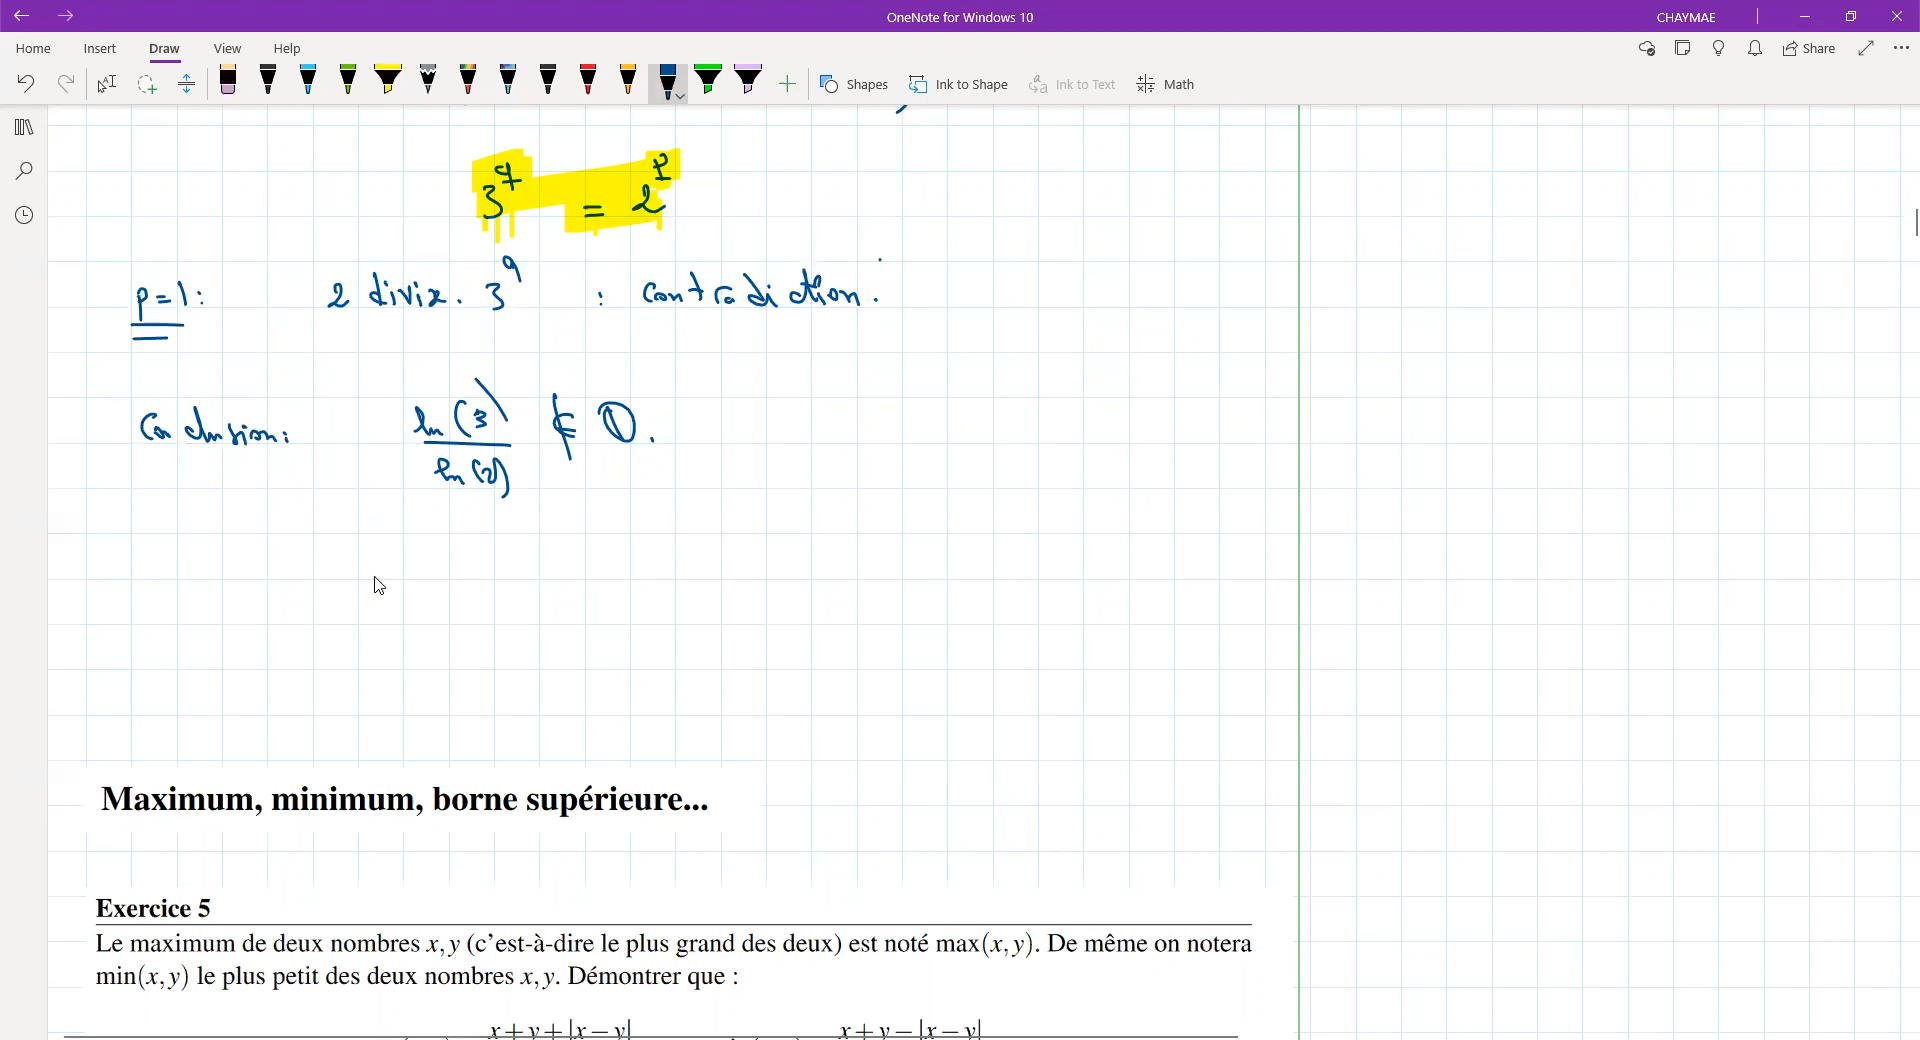 OneNote for Windows 10
CHAYMAE
Home Insert Draw View Help
Share
Shapes
Ink to Shape
Ink to Text
Math
3^q = 2^p
p=1: 2 divise. 3^q : contradiction.
Conclusion: ln(3)/ln(2) ∉ ℚ.
Maximum, minimum, borne supérieure...
Exercice 5
Le maximum de deux nombres x, y (c'est-à-dire le plus grand des deux) est noté max(x, y). De même on notera
min(x, y) le plus petit des deux nombres x, y. Démontrer que :
x + y + |x − y| x + y − |x − y|